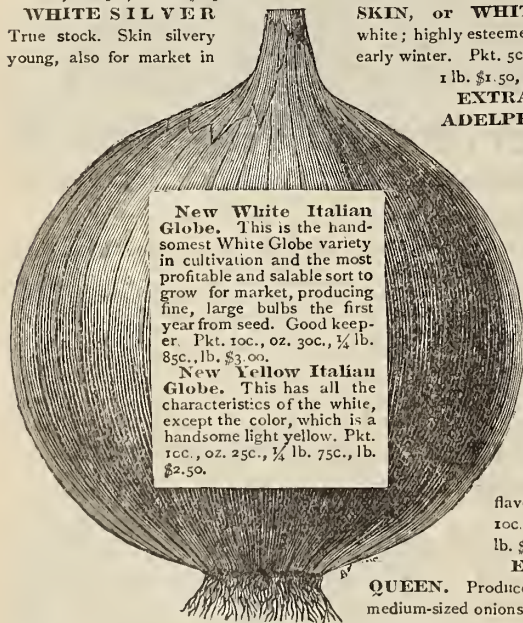 WHITE SILVER
True stock. Skin silvery
young, also for market in
SKIN, or WHIT
white; highly esteeme
early winter. Pkt. 5c
1 lb. $1.50,
EXTRA
ADELPH
New White Italian
Globe. This is the hand-
somest White Globe variety
in cultivation and the most
profitable and salable sort to
grow for market, producing
fine, large bulbs the first
year from seed. Good keep-
er. Pkt. 10c., oz. 30c., ¼ lb.
85c., lb. $3.00.
New Yellow Italian
Globe. This has all the
characteristics of the white,
except the color, which is a
handsome light yellow. Pkt.
10c., oz. 25c., ¼ lb. 75c., lb.
$2.50.
flav
10c.
lb. $
E
QUEEN. Produce
medium-sized onions